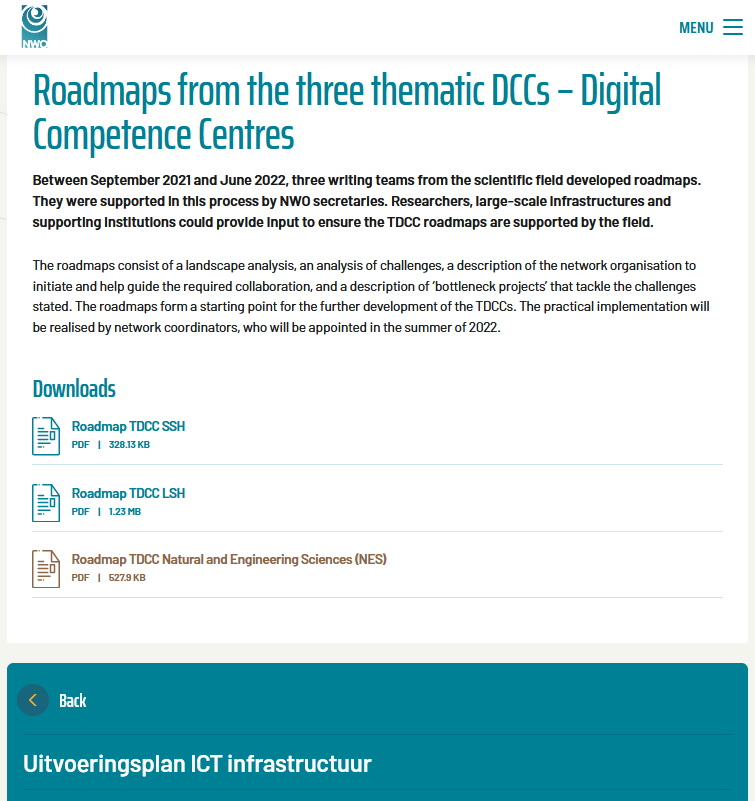 NWO
MENU
Roadmaps from the three thematic DCCs – Digital
Competence Centres
Between September 2021 and June 2022, three writing teams from the scientific field developed roadmaps.
They were supported in this process by NWO secretaries. Researchers, large-scale infrastructures and
supporting institutions could provide input to ensure the TDCC roadmaps are supported by the field.
The roadmaps consist of a landscape analysis, an analysis of challenges, a description of the network organisation to
initiate and help guide the required collaboration, and a description of ‘bottleneck projects’ that tackle the challenges
stated. The roadmaps form a starting point for the further development of the TDCCs. The practical implementation will
be realised by network coordinators, who will be appointed in the summer of 2022.
Downloads
Roadmap TDCC SSH
PDF | 328.13 KB
Roadmap TDCC LSH
PDF | 1.23 MB
Roadmap TDCC Natural and Engineering Sciences (NES)
PDF | 527.9 KB
Back
Uitvoeringsplan ICT infrastructuur